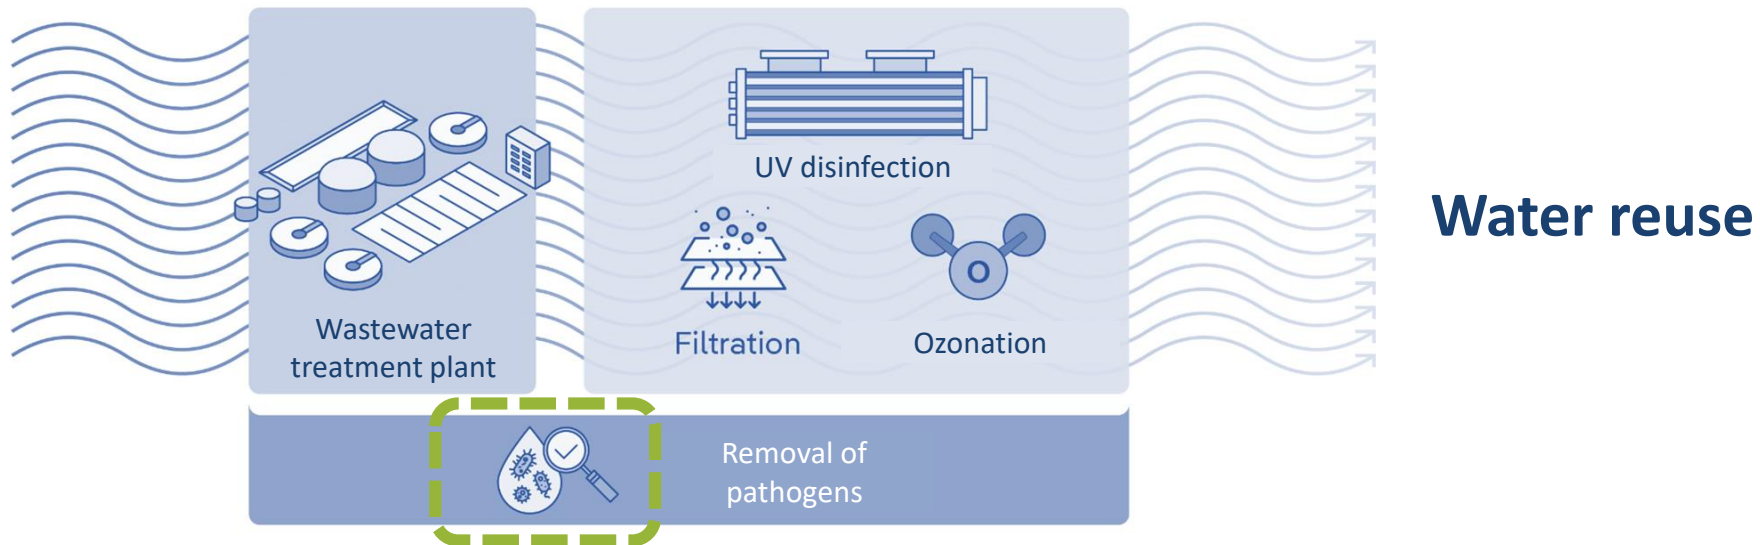 UV disinfection
Wastewater
treatment plant
Filtration
O
Ozonation
Water reuse
Removal of
pathogens